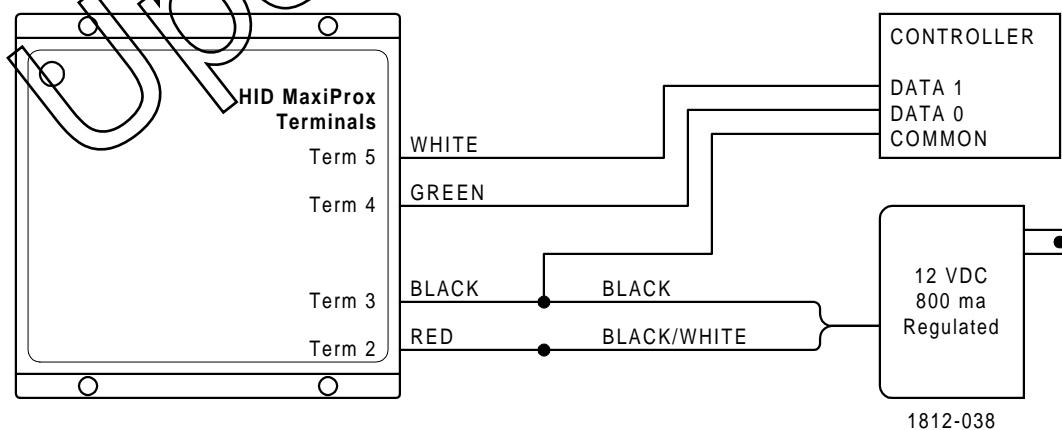 CONTROLLER
HID MaxiProx
Terminals
DATA 1
DATA 0
COMMON
Term 5
WHITE
Term 4
GREEN
Term 3
BLACK
BLACK
Term 2
RED
BLACK/WHITE
12 VDC
800 ma
Regulated
1812-038